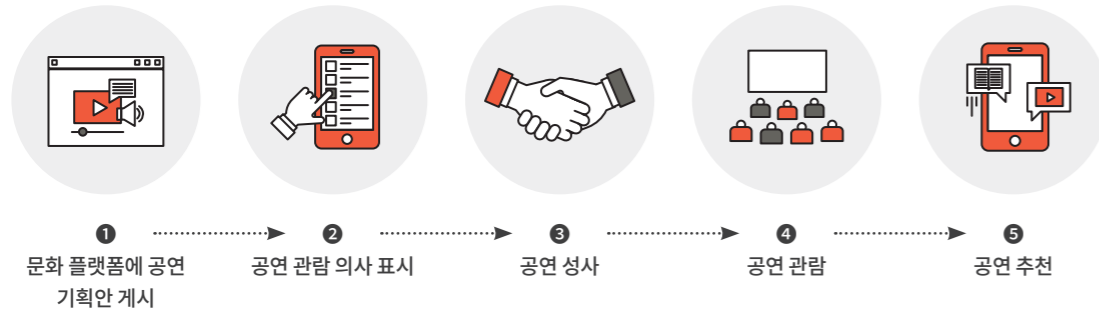 ❶
문화 플랫폼에 공연
기획안 게시
❷
공연 관람 의사 표시
❸
공연 성사
❹
공연 관람
❺
공연 추천